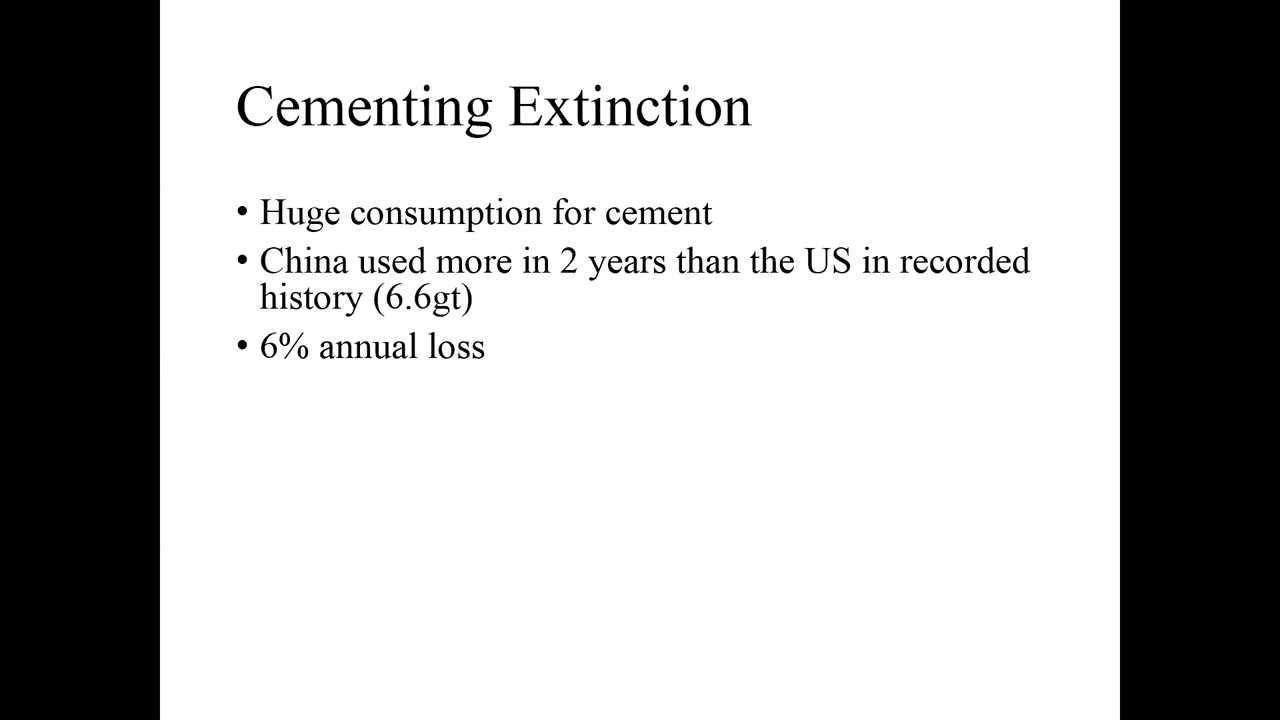 Cementing Extinction
• Huge consumption for cement
• China used more in 2 years than the US in recorded
history (6.6gt)
• 6% annual loss